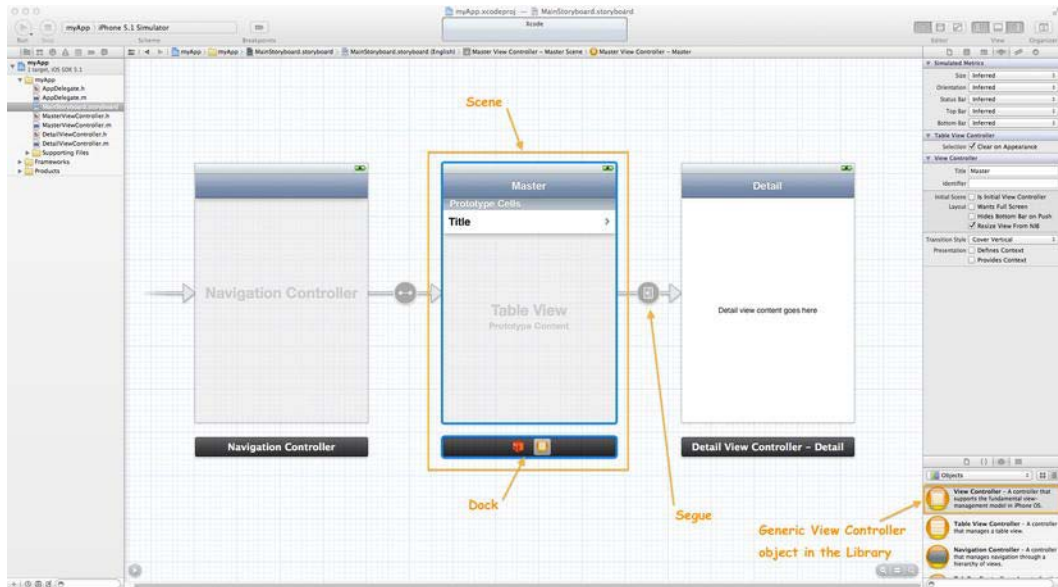 myApp.xcodeproj — MainStoryboard.storyboard
myApp iPhone 5.1 Simulator
Xcode
Run Stop Scheme Breakpoints Editor View Organizer
myApp myApp MainStoryboard.storyboard MainStoryboard.storyboard (English) Master View Controller - Master Scene Master View Controller - Master
myApp
1 target, iOS SDK 5.1
myApp
AppDelegate.h
AppDelegate.m
MainStoryboard.storyboard
MasterViewController.h
MasterViewController.m
DetailViewController.h
DetailViewController.m
Supporting Files
Frameworks
Products
Scene
Master
Prototype Cells
Title
Table View
Prototype Content
Navigation Controller
Navigation Controller
Detail
Detail view content goes here
Detail View Controller - Detail
Dock
Segue
Generic View Controller
object in the Library
Simulated Metrics
Size Inferred
Orientation Inferred
Status Bar Inferred
Top Bar Inferred
Bottom Bar Inferred
Table View Controller
Selection Clear on Appearance
View Controller
Title Master
Identifier
Initial Scene Is Initial View Controller
Layout Wants Full Screen
Hides Bottom Bar on Push
Resize View From NIB
Transition Style Cover Vertical
Presentation Defines Context
Provides Context
Objects
View Controller - A controller that
supports the fundamental view-
management model in iPhone OS.
Table View Controller - A controller
that manages a table view.
Navigation Controller - A controller
that manages navigation through a
hierarchy of views.